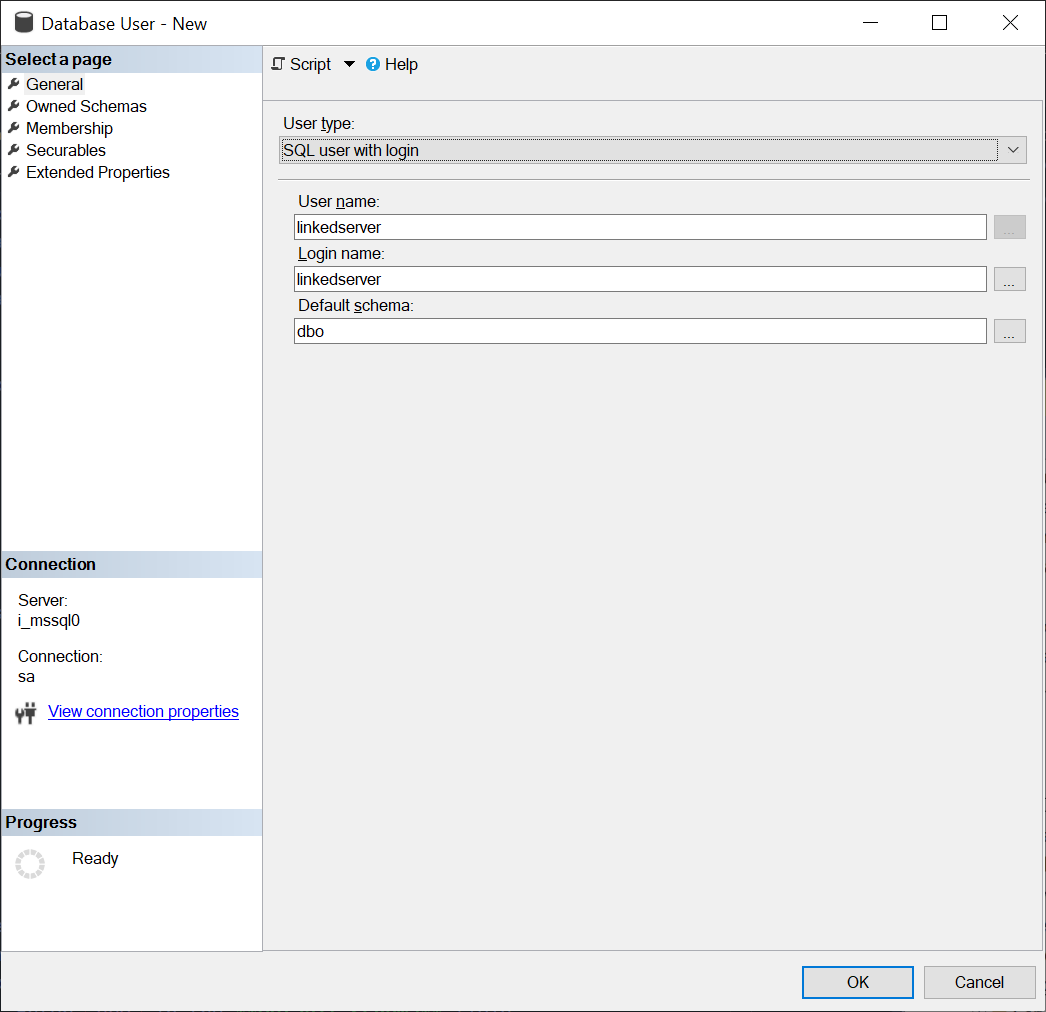 Database User - New
Select a page
General
Owned Schemas
Membership
Securables
Extended Properties
Script
Help
User type:
SQL user with login
User name:
linkedserver
...
Login name:
linkedserver
...
Default schema:
dbo
...
Connection
Server:
i_mssql0
Connection:
sa
View connection properties
Progress
Ready
OK
Cancel